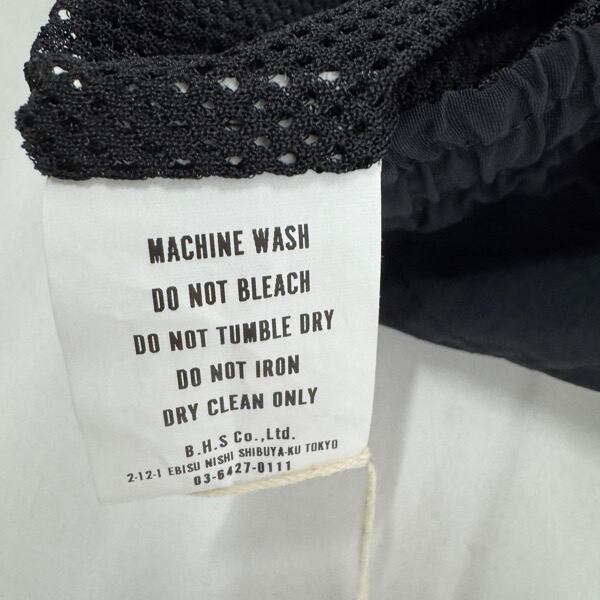 MACHINE WASH
DO NOT BLEACH
DO NOT TUMBLE DRY
DO NOT IRON
DRY CLEAN ONLY
B.H.S Co.,Ltd.
2-12-1 EBISU NISHI SHIBUYA-KU TOKYO
03-6427-0111